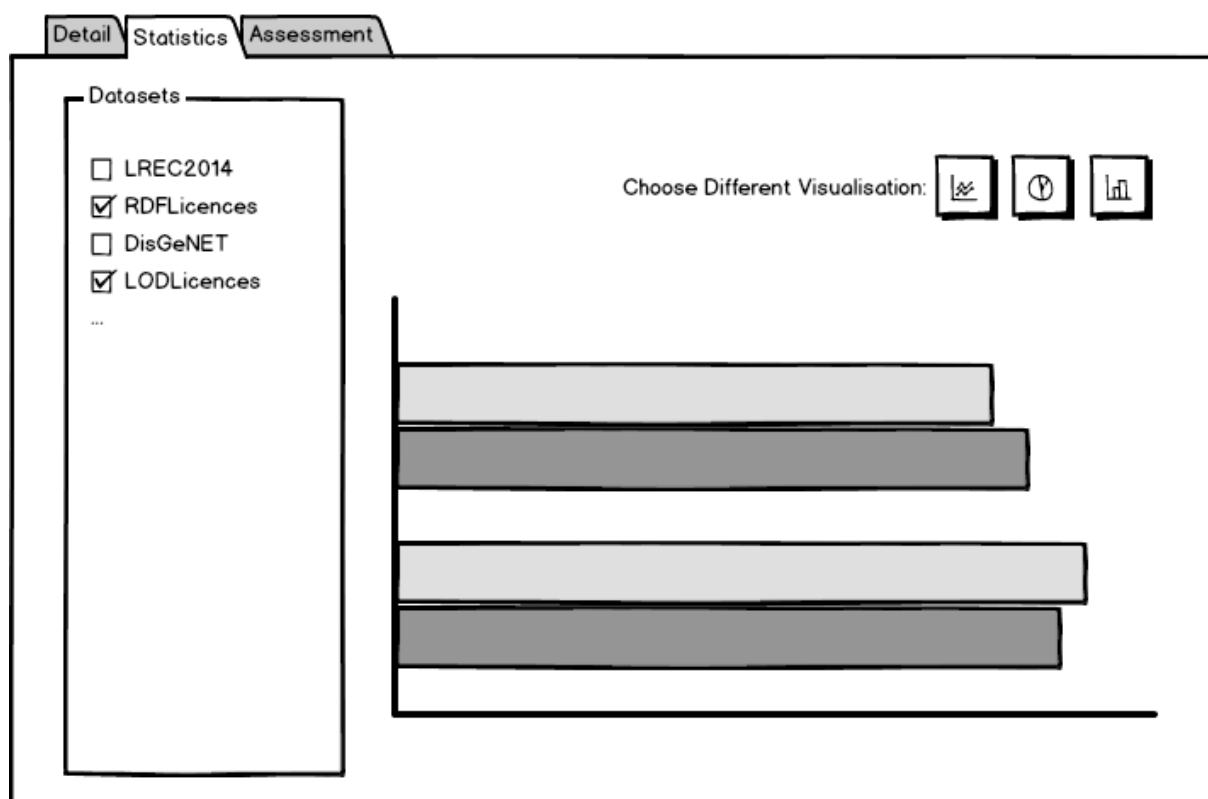 Detail Statistics Assessment
Datasets
LREC2014
RDFLicences
DisGeNET
LODLicences
...
Choose Different Visualisation: